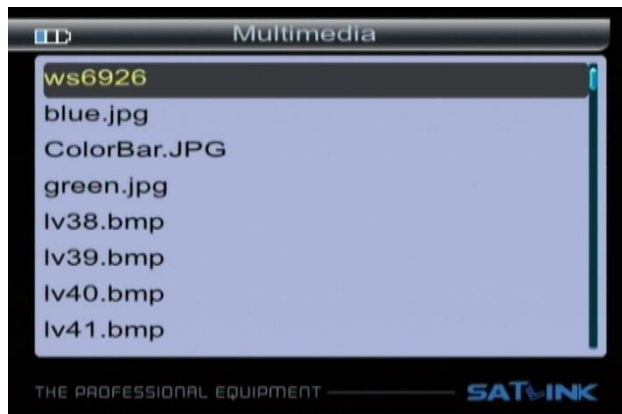 Multimedia
ws6926
blue.jpg
ColorBar.JPG
green.jpg
lv38.bmp
lv39.bmp
lv40.bmp
lv41.bmp
THE PROFESSIONAL EQUIPMENT
SATLINK